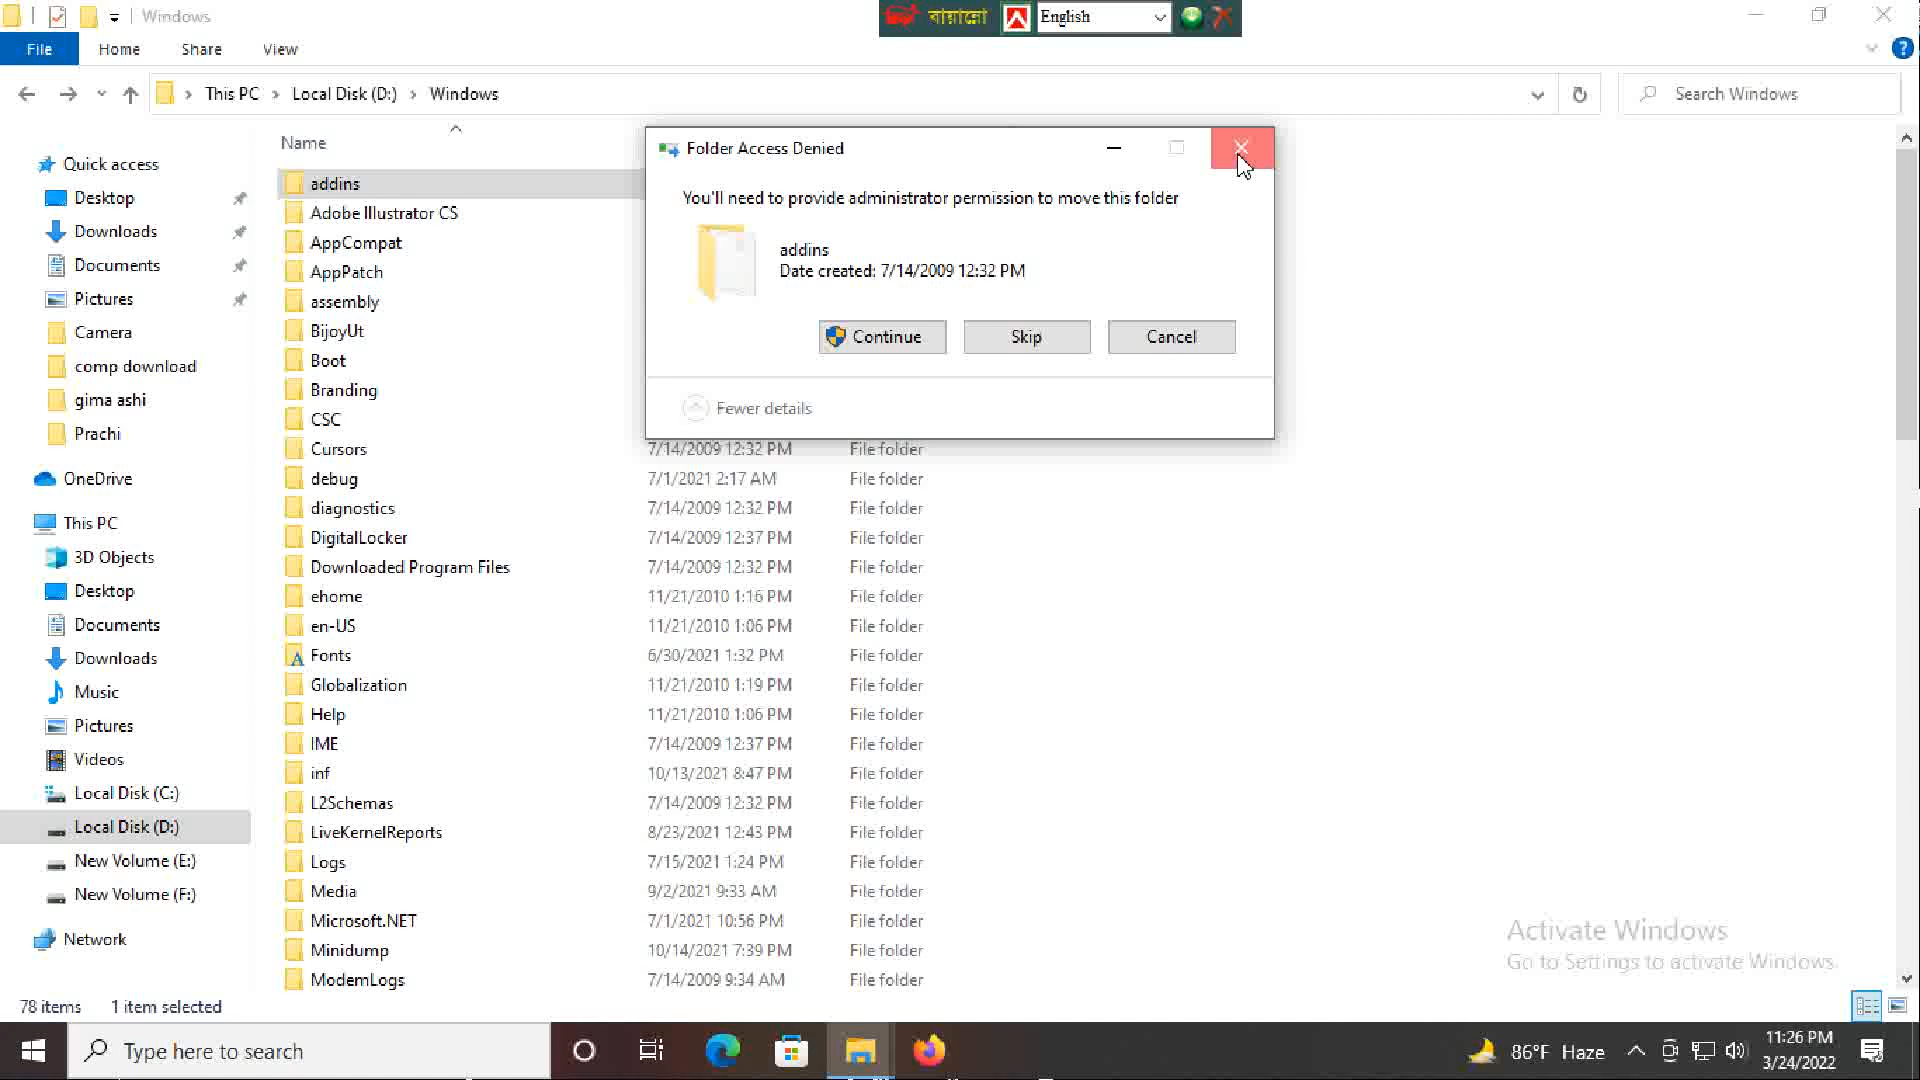 Windows
বায়ান্নো
English
File Home Share View
This PC Local Disk (D:) Windows
Search Windows
Name
Quick access
Desktop
Downloads
Documents
Pictures
Camera
comp download
gima ashi
Prachi
OneDrive
This PC
3D Objects
Desktop
Documents
Downloads
Music
Pictures
Videos
Local Disk (C:)
Local Disk (D:)
New Volume (E:)
New Volume (F:)
Network
addins
Adobe Illustrator CS
AppCompat
AppPatch
assembly
BijoyUt
Boot
Branding
CSC
Cursors 7/14/2009 12:32 PM File folder
debug 7/1/2021 2:17 AM File folder
diagnostics 7/14/2009 12:32 PM File folder
DigitalLocker 7/14/2009 12:37 PM File folder
Downloaded Program Files 7/14/2009 12:32 PM File folder
ehome 11/21/2010 1:16 PM File folder
en-US 11/21/2010 1:06 PM File folder
Fonts 6/30/2021 1:32 PM File folder
Globalization 11/21/2010 1:19 PM File folder
Help 11/21/2010 1:06 PM File folder
IME 7/14/2009 12:37 PM File folder
inf 10/13/2021 8:47 PM File folder
L2Schemas 7/14/2009 12:32 PM File folder
LiveKernelReports 8/23/2021 12:43 PM File folder
Logs 7/15/2021 1:24 PM File folder
Media 9/2/2021 9:33 AM File folder
Microsoft.NET 7/1/2021 10:56 PM File folder
Minidump 10/14/2021 7:39 PM File folder
ModemLogs 7/14/2009 9:34 AM File folder
Folder Access Denied
You'll need to provide administrator permission to move this folder
addins
Date created: 7/14/2009 12:32 PM
Continue Skip Cancel
Fewer details
Activate Windows
Go to Settings to activate Windows.
78 items 1 item selected
Type here to search
86°F Haze
11:26 PM
3/24/2022